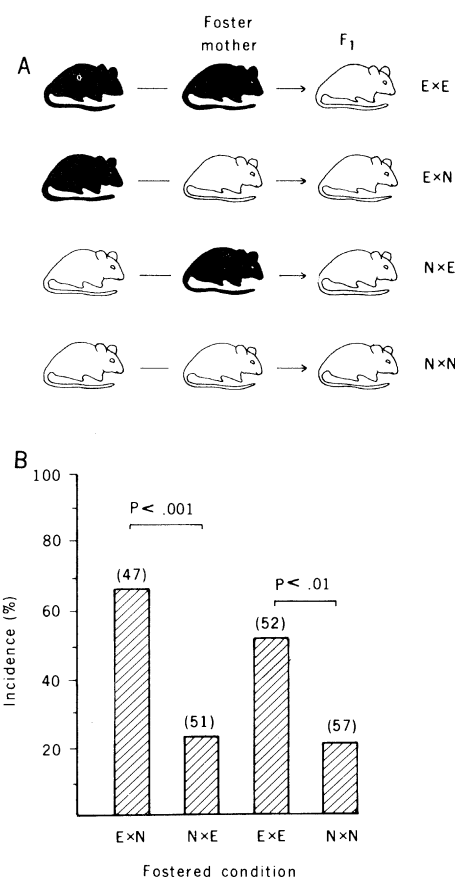 Foster
mother
F1
A
E×E
E×N
N×E
N×N
B
100
P< .001
80
(47)
P< .01
60
(52)
Incidence (%)
40
(51)
(57)
20
E×N N×E E×E N×N
Fostered condition